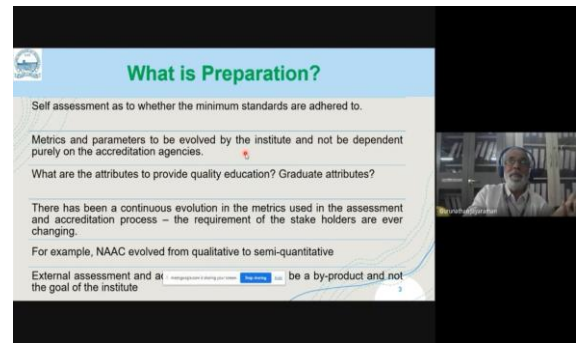 What is Preparation?
Self assessment as to whether the minimum standards are adhered to.
Metrics and parameters to be evolved by the institute and not be dependent
purely on the accreditation agencies.
What are the attributes to provide quality education? Graduate attributes?
There has been a continuous evolution in the metrics used in the assessment
and accreditation process – the requirement of the stake holders are ever
changing.
For example, NAAC evolved from qualitative to semi-quantitative
External assessment and be a by-product and not
the goal of the institute
Stop sharing
3